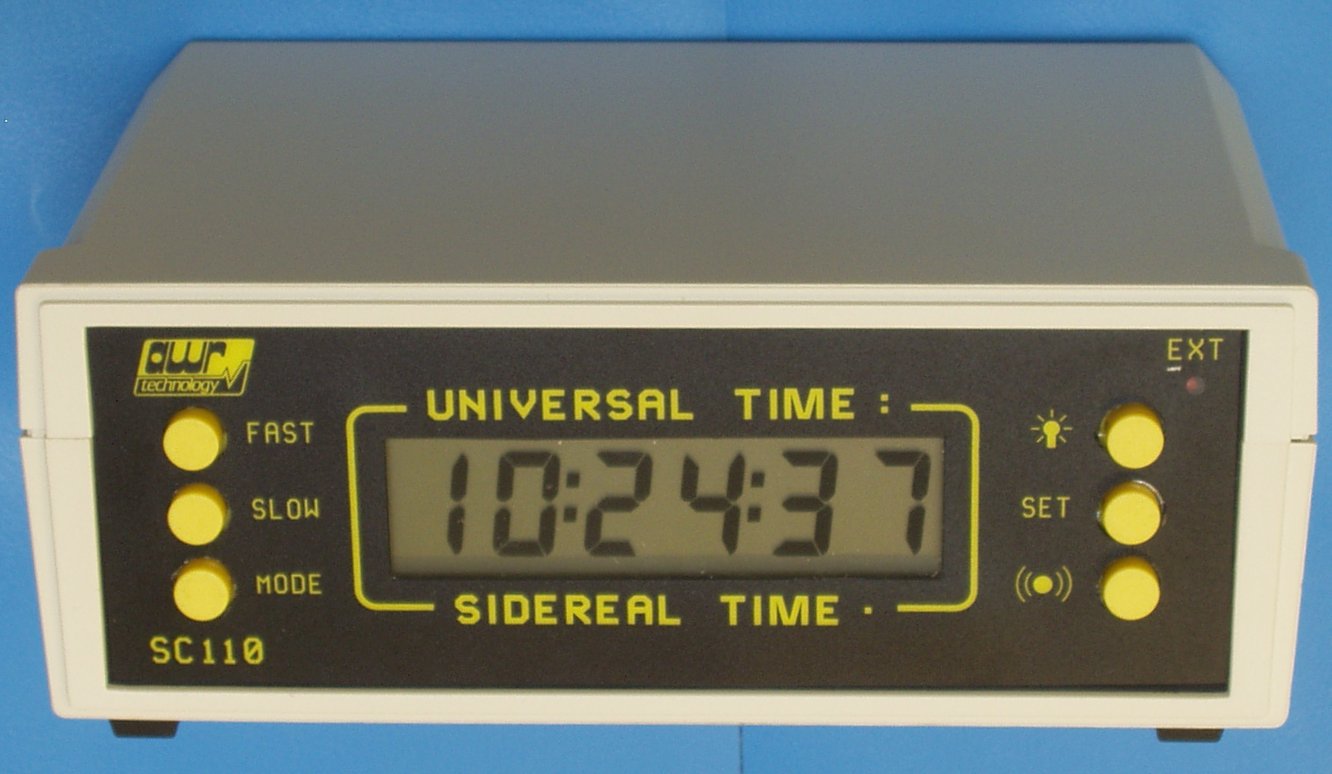 awr
technology
EXT
UNIVERSAL TIME :
FAST
10:24:37
SLOW
SET
MODE
SIDEREAL TIME .
SC110